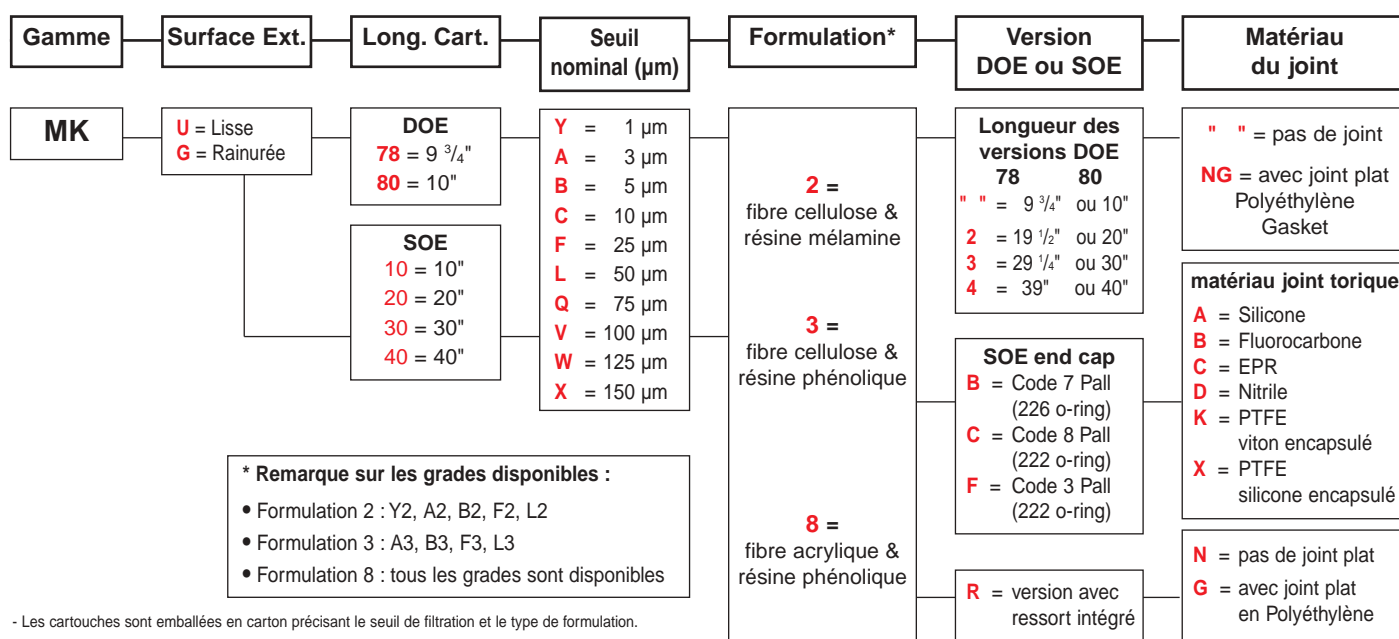 Gamme
Surface Ext.
Long. Cart.
Seuil
nominal (µm)
Formulation*
Version
DOE ou SOE
Matériau
du joint
MK
U = Lisse
G = Rainurée
DOE
78 = 9 3/4"
80 = 10"
SOE
10 = 10"
20 = 20"
30 = 30"
40 = 40"
Y = 1 µm
A = 3 µm
B = 5 µm
C = 10 µm
F = 25 µm
L = 50 µm
Q = 75 µm
V = 100 µm
W = 125 µm
X = 150 µm
2 =
fibre cellulose &
résine mélamine
3 =
fibre cellulose &
résine phénolique
8 =
fibre acrylique &
résine phénolique
Longueur des
versions DOE
78 80
" " = 9 3/4" ou 10"
2 = 19 1/2" ou 20"
3 = 29 1/4" ou 30"
4 = 39" ou 40"
SOE end cap
B = Code 7 Pall
(226 o-ring)
C = Code 8 Pall
(222 o-ring)
F = Code 3 Pall
(222 o-ring)
R = version avec
ressort intégré
" " = pas de joint
NG = avec joint plat
Polyéthylène
Gasket
matériau joint torique
A = Silicone
B = Fluorocarbone
C = EPR
D = Nitrile
K = PTFE
viton encapsulé
X = PTFE
silicone encapsulé
N = pas de joint plat
G = avec joint plat
en Polyéthylène
* Remarque sur les grades disponibles :
• Formulation 2 : Y2, A2, B2, F2, L2
• Formulation 3 : A3, B3, F3, L3
• Formulation 8 : tous les grades sont disponibles
- Les cartouches sont emballées en carton précisant le seuil de filtration et le type de formulation.